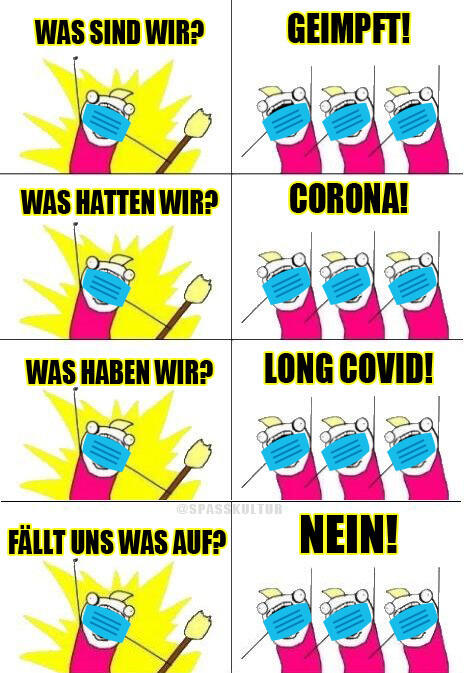 WAS SIND WIR?
GEIMPFT!
WAS HATTEN WIR?
CORONA!
WAS HABEN WIR?
LONG COVID!
@SPASSKULTUR
FÄLLT UNS WAS AUF?
NEIN!